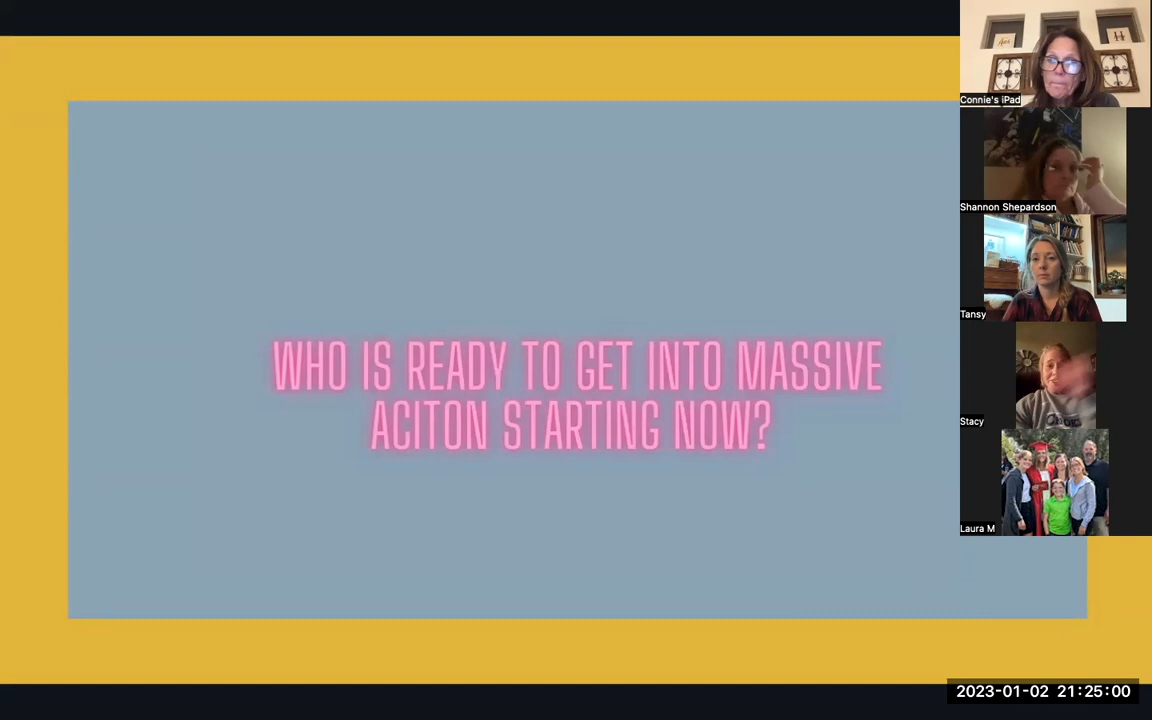 WHO IS READY TO GET INTO MASSIVE
ACITON STARTING NOW?
Connie's iPad
Shannon Shepardson
Tansy
Stacy
Laura M
2023-01-02 21:25:00